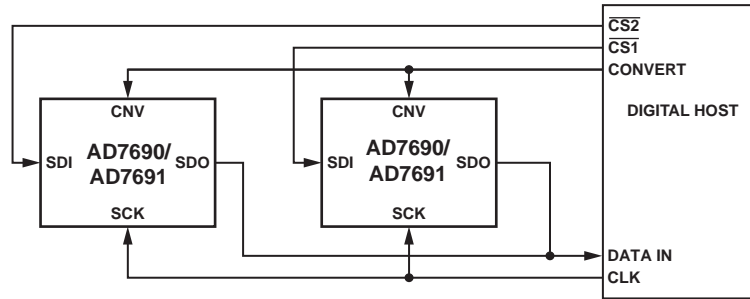 CS2
CS1
CONVERT
DIGITAL HOST
CNV
AD7690/
AD7691
SDI
SDO
SCK
CNV
AD7690/
AD7691
SDI
SDO
SCK
DATA IN
CLK